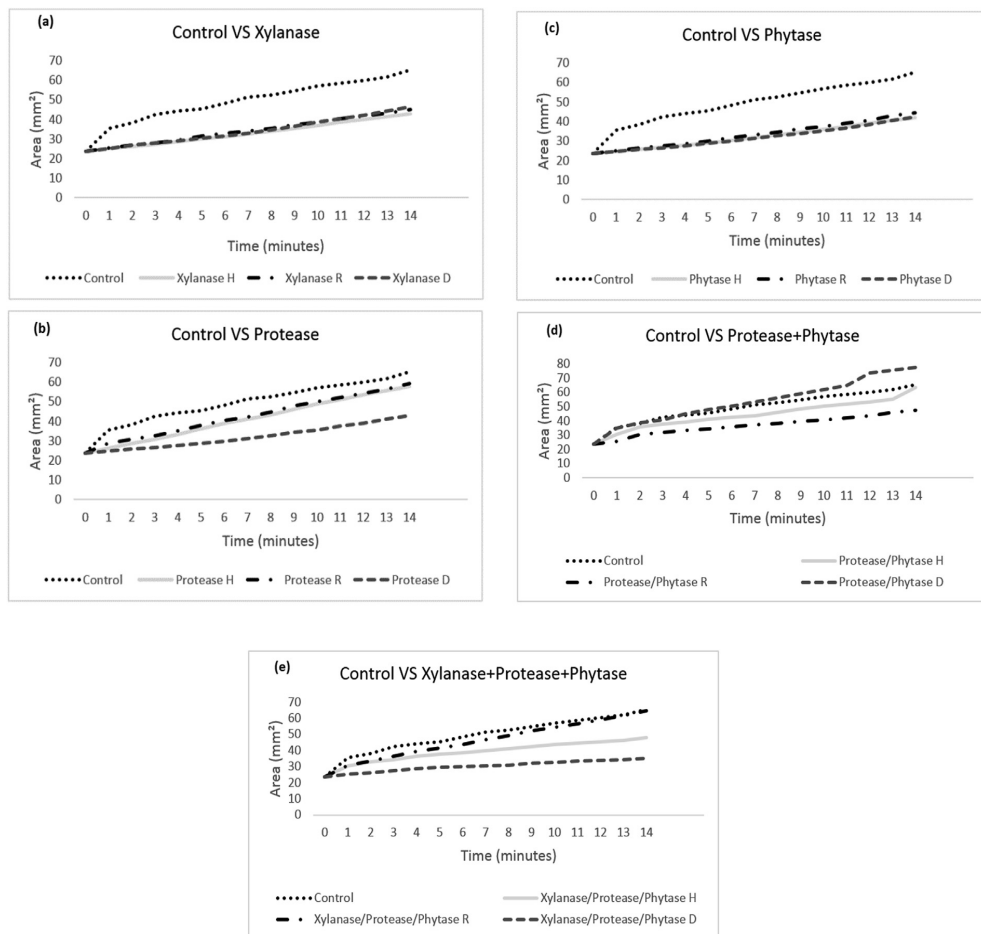 (a)
Control VS Xylanase
70
60
50
40
30
20
10
0
Area (mm²)
0 1 2 3 4 5 6 7 8 9 10 11 12 13 14
Time (minutes)
Control Xylanase H Xylanase R Xylanase D
(c)
Control VS Phytase
70
60
50
40
30
20
10
0
Area (mm²)
0 1 2 3 4 5 6 7 8 9 10 11 12 13 14
Time (minutes)
Control Phytase H Phytase R Phytase D
(b)
Control VS Protease
70
60
50
40
30
20
10
0
Area (mm²)
0 1 2 3 4 5 6 7 8 9 10 11 12 13 14
Time (minutes)
Control Protease H Protease R Protease D
(d)
Control VS Protease+Phytase
80
70
60
50
40
30
20
10
0
Area (mm²)
0 1 2 3 4 5 6 7 8 9 10 11 12 13 14
Time (minutes)
Control Protease/Phytase H
Protease/Phytase R Protease/Phytase D
(e)
Control VS Xylanase+Protease+Phytase
70
60
50
40
30
20
10
0
Area (mm²)
0 1 2 3 4 5 6 7 8 9 10 11 12 13 14
Time (minutes)
Control Xylanase/Protease/Phytase H
Xylanase/Protease/Phytase R Xylanase/Protease/Phytase D